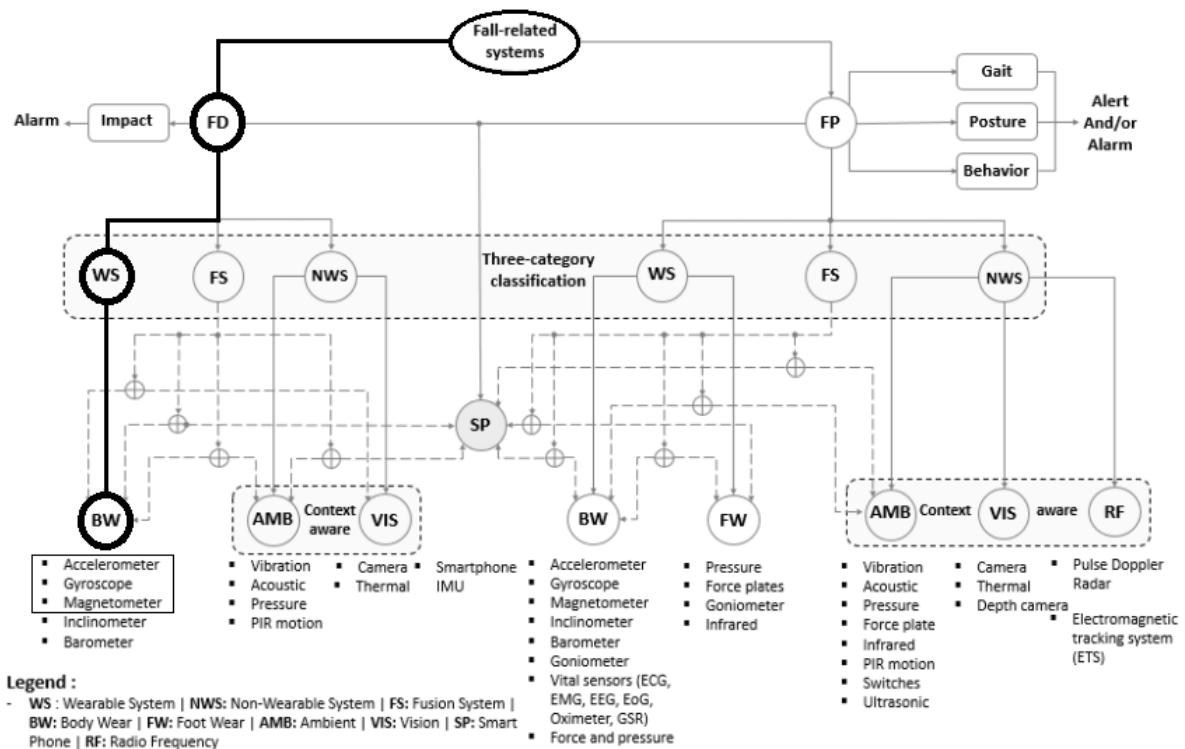 Fall-related
systems
Gait
Alarm
Impact
FD
FP
Posture
Alert
And/or
Alarm
Behavior
WS
FS
NWS
Three-category
classification
WS
FS
NWS
SP
BW
AMB
Context
aware
VIS
BW
FW
AMB
Context
VIS
aware
RF
▪ Accelerometer
▪ Gyroscope
▪ Magnetometer
▪ Inclinometer
▪ Barometer
▪ Vibration
▪ Acoustic
▪ Pressure
▪ PIR motion
▪ Camera
▪ Thermal
▪ Smartphone
IMU
▪ Accelerometer
▪ Gyroscope
▪ Magnetometer
▪ Inclinometer
▪ Barometer
▪ Goniometer
▪ Vital sensors (ECG,
EMG, EEG, EoG,
Oximeter, GSR)
▪ Force and pressure
▪ Pressure
▪ Force plates
▪ Goniometer
▪ Infrared
▪ Vibration
▪ Acoustic
▪ Pressure
▪ Force plate
▪ Infrared
▪ PIR motion
▪ Switches
▪ Ultrasonic
▪ Camera
▪ Thermal
▪ Depth camera
▪ Pulse Doppler
Radar
▪ Electromagnetic
tracking system
(ETS)
Legend :
- WS : Wearable System | NWS: Non-Wearable System | FS: Fusion System |
BW: Body Wear | FW: Foot Wear | AMB: Ambient | VIS: Vision | SP: Smart
Phone | RF: Radio Frequency